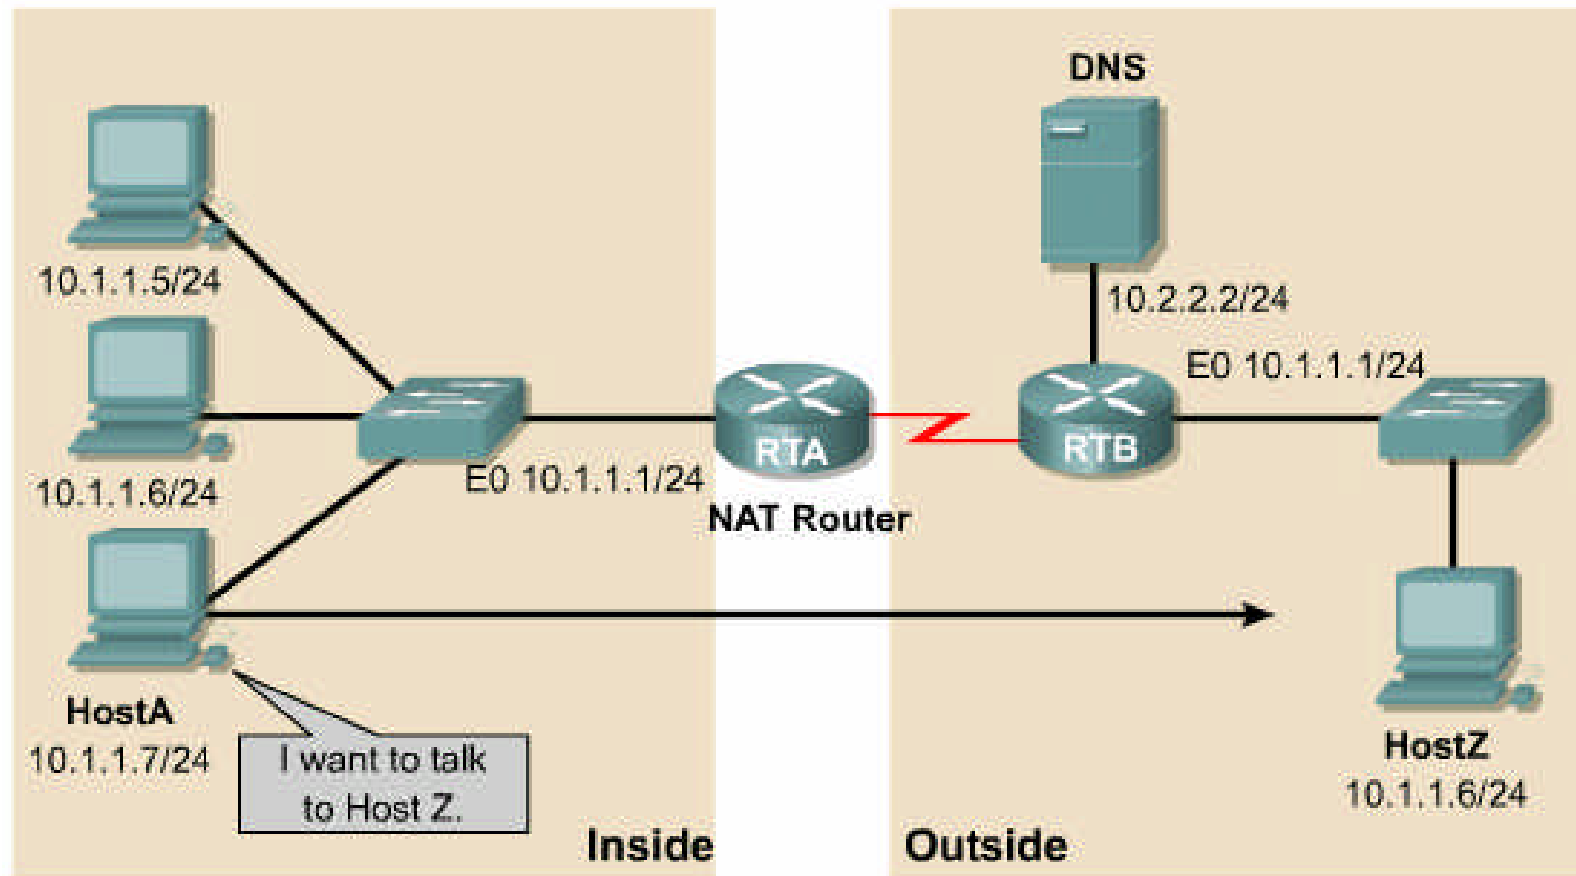 DNS
10.1.1.5/24
10.2.2.2/24
E0 10.1.1.1/24
RTA
RTB
10.1.1.6/24
E0 10.1.1.1/24
NAT Router
HostA
10.1.1.7/24
I want to talk
to Host Z.
HostZ
10.1.1.6/24
Inside
Outside